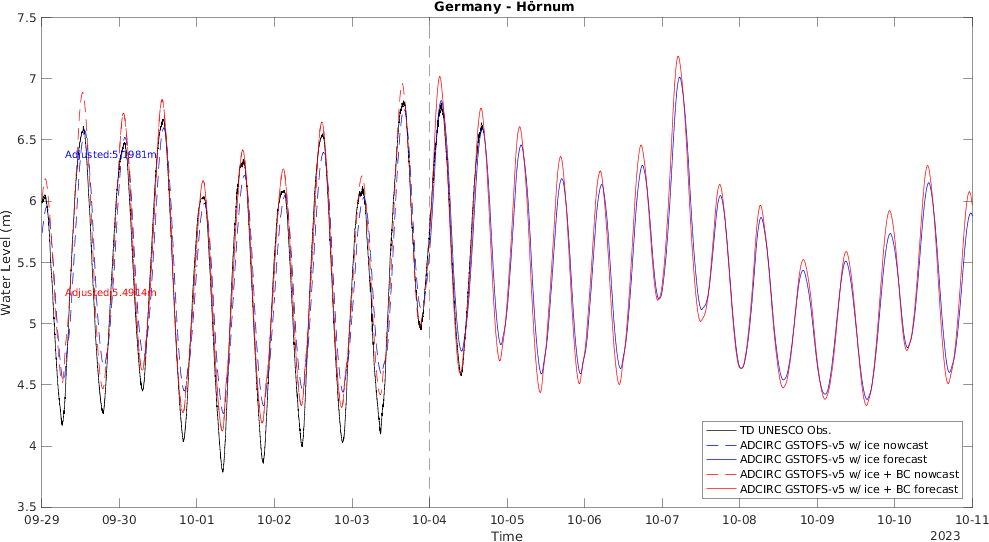 Germany - Hörnum
Water Level (m)
7.5
7
6.5
6
5.5
5
4.5
4
3.5
Adjusted:5.4914m
TD UNESCO Obs.
ADCIRC GSTOFS-v5 w/ ice nowcast
ADCIRC GSTOFS-v5 w/ ice forecast
ADCIRC GSTOFS-v5 w/ ice + BC nowcast
ADCIRC GSTOFS-v5 w/ ice + BC forecast
09-29 09-30 10-01 10-02 10-03 10-04 10-05 10-06 10-07 10-08 10-09 10-10 10-11
Time
2023